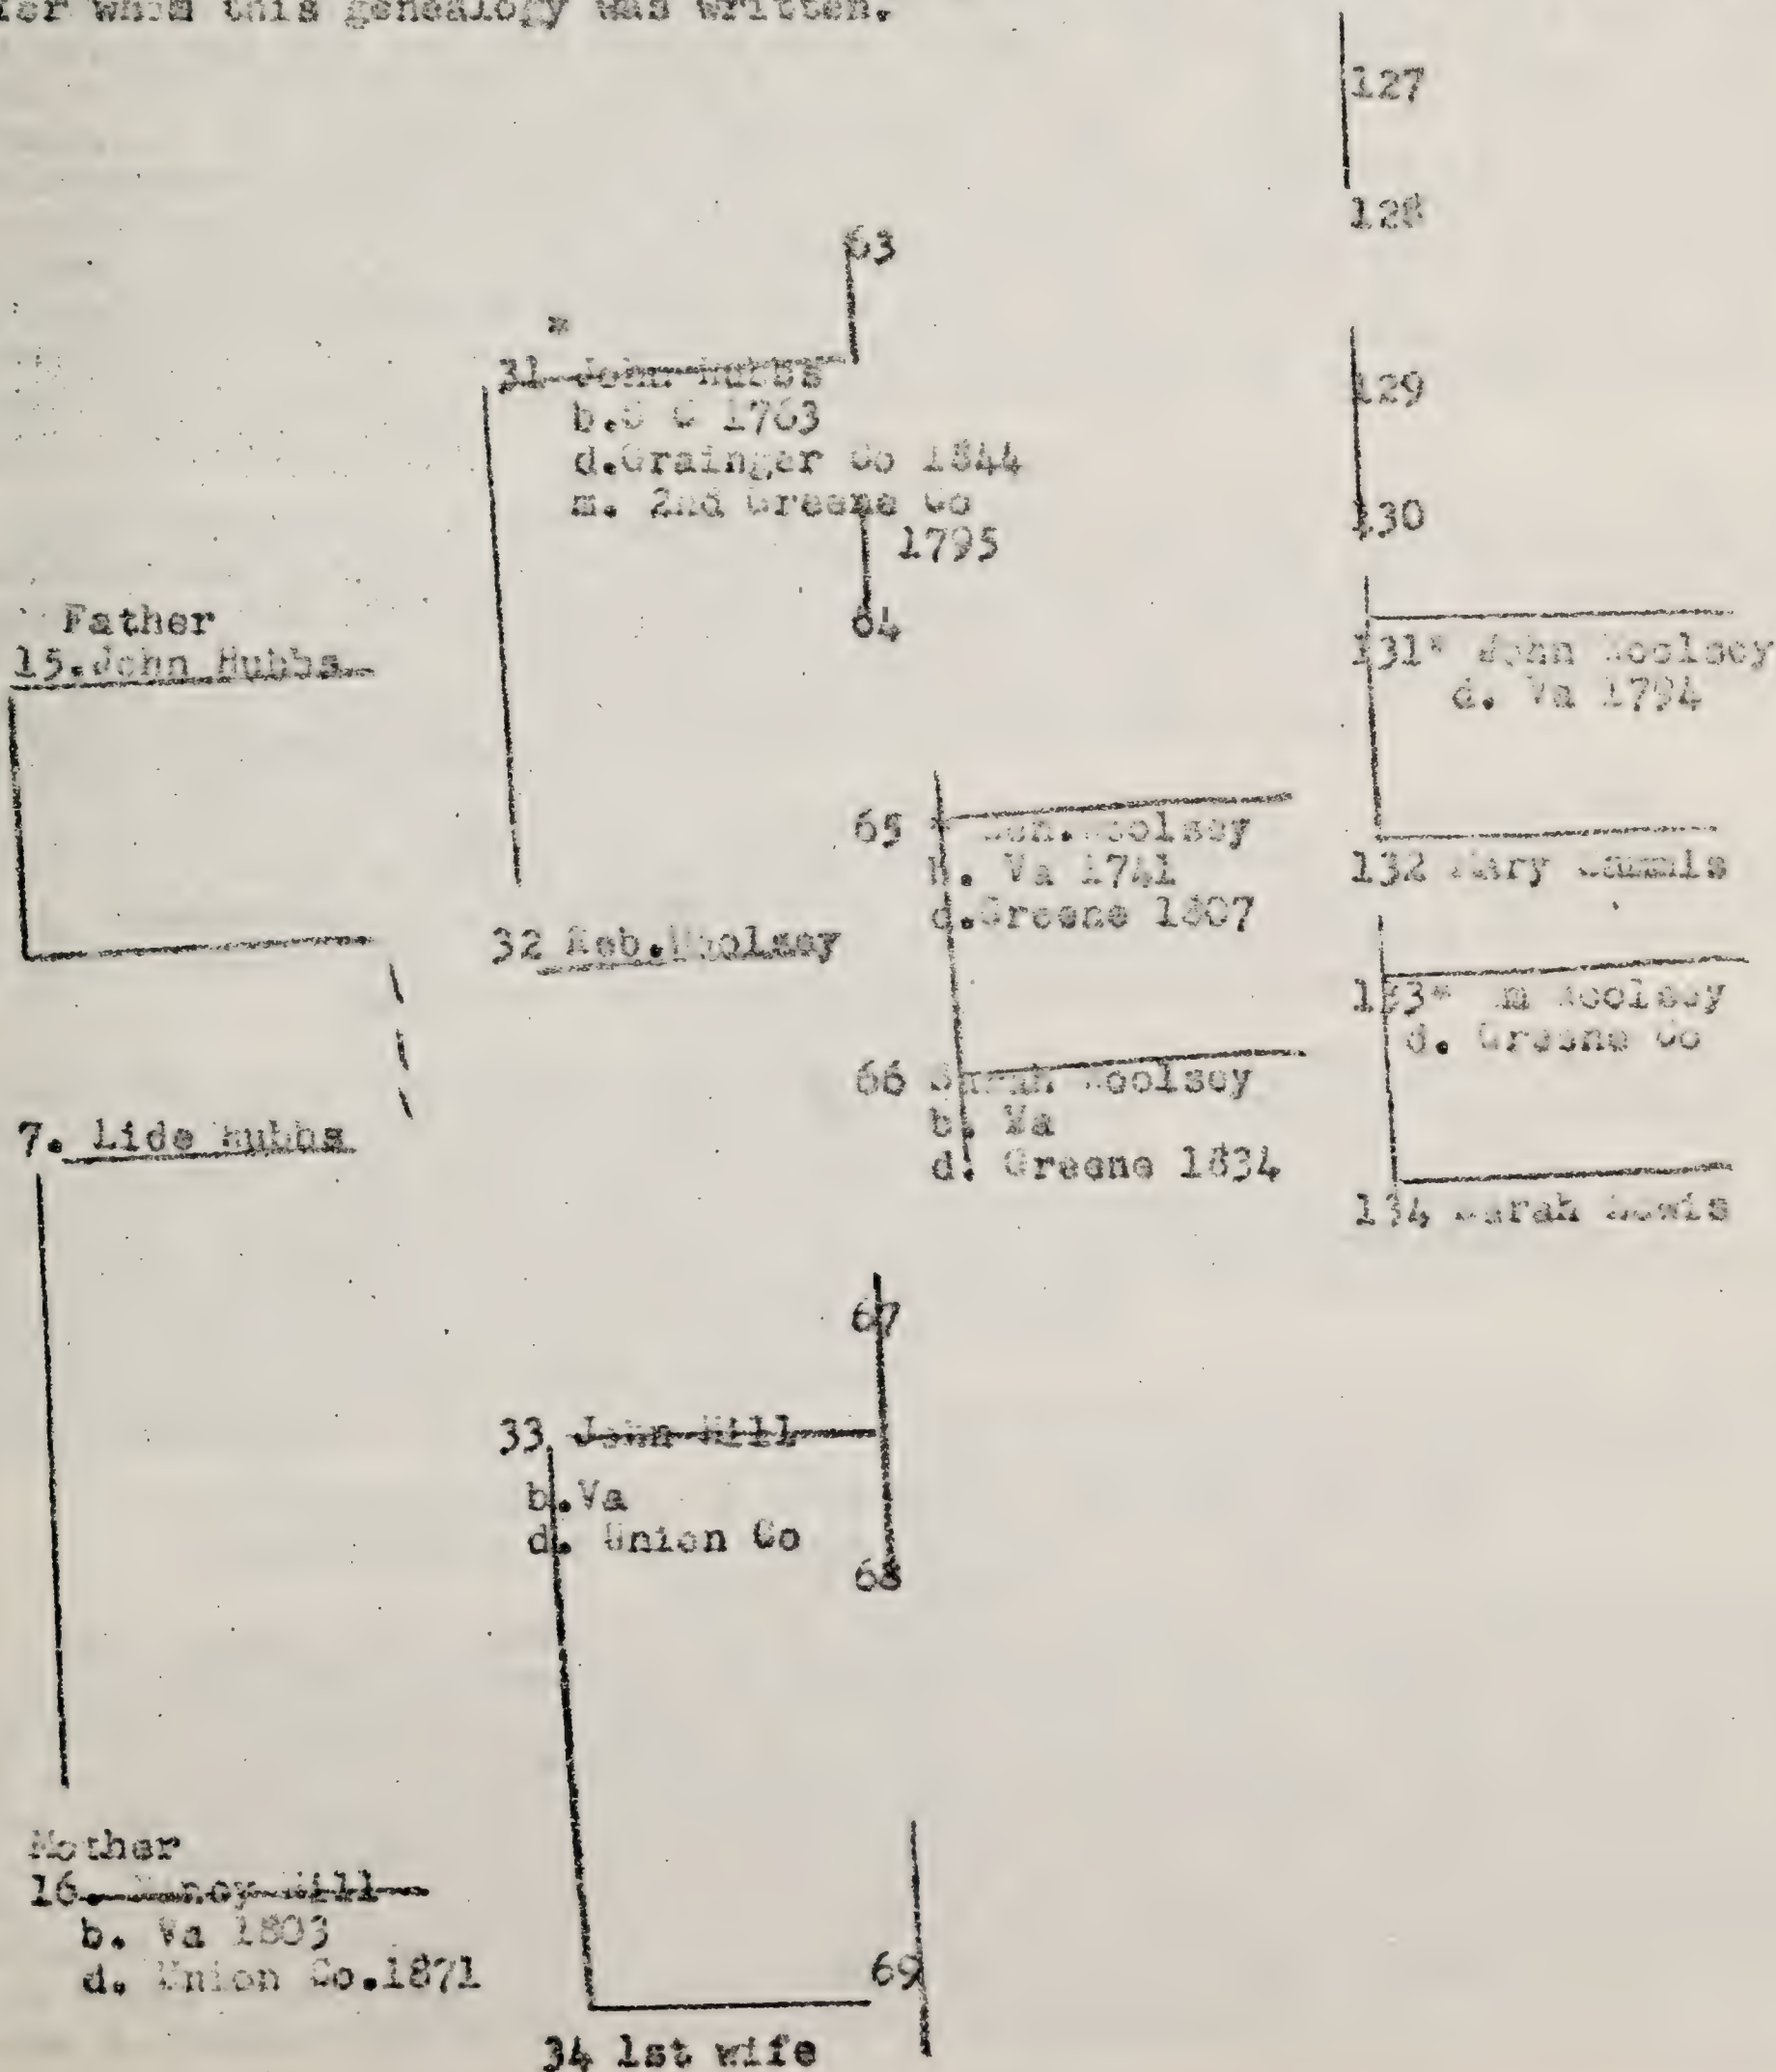 for whom this genealogy was written.
127
128
63
*
31 John Hubbs
b. S C 1763
d.Grainger Co 1844
m. 2nd Greene Co
1795
64
129
130
Father
15.John Hubbs
131* John Woolsey
d. Va 1794
132 Mary
65 * Woolsey
b. Va 1741
d.Greene 1807
32 Reb.Woolsey
133* Wm Woolsey
d. Greene Co
66 Sarah Woolsey
b. Va
d. Greene 1834
134 Sarah Lewis
7. Lide Hubbs
67
33 John Hill
b.Va
d. Union Co
68
Mother
16. Nancy Hill
b. Va 1803
d. Union Co.1871
69
34 1st wife